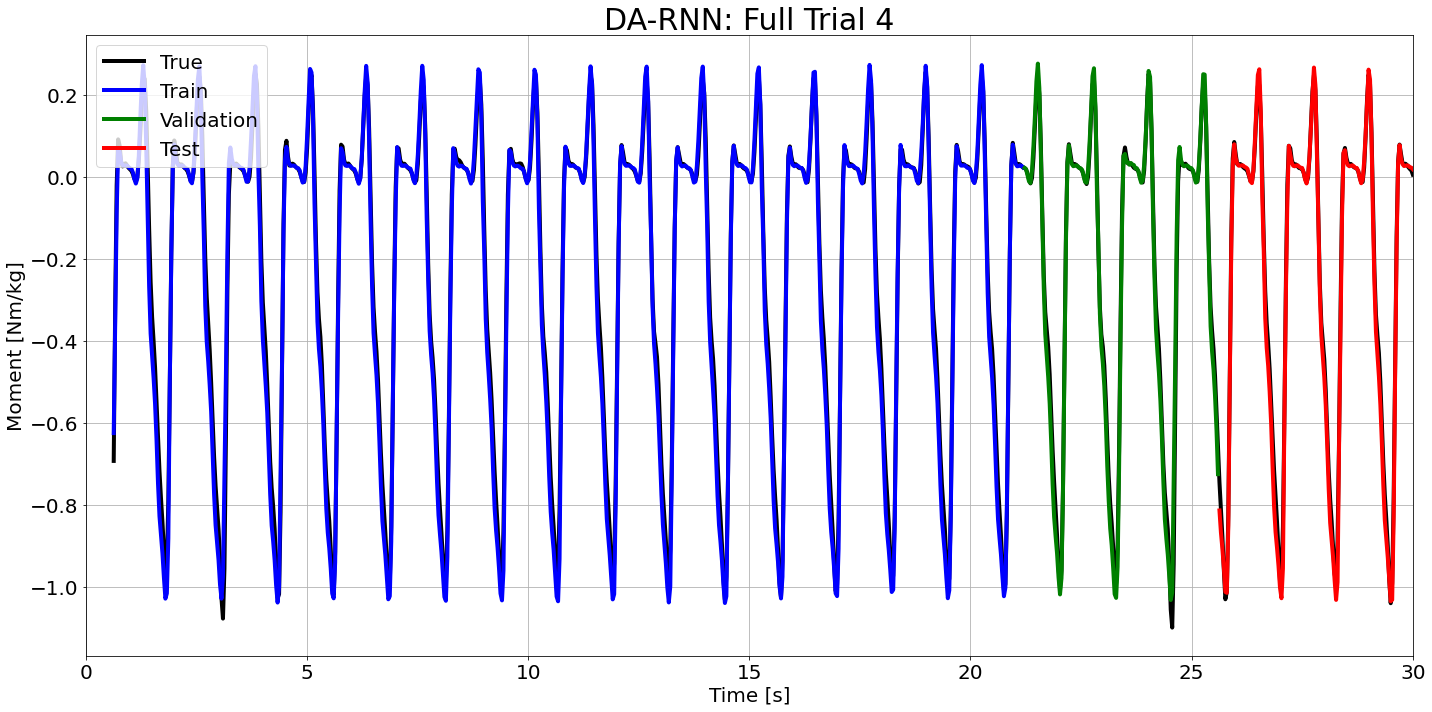 DA-RNN: Full Trial 4
True
Train
Validation
Test
Moment [Nm/kg]
0.2
0.0
−0.2
−0.4
−0.6
−0.8
−1.0
0 5 10 15 20 25 30
Time [s]